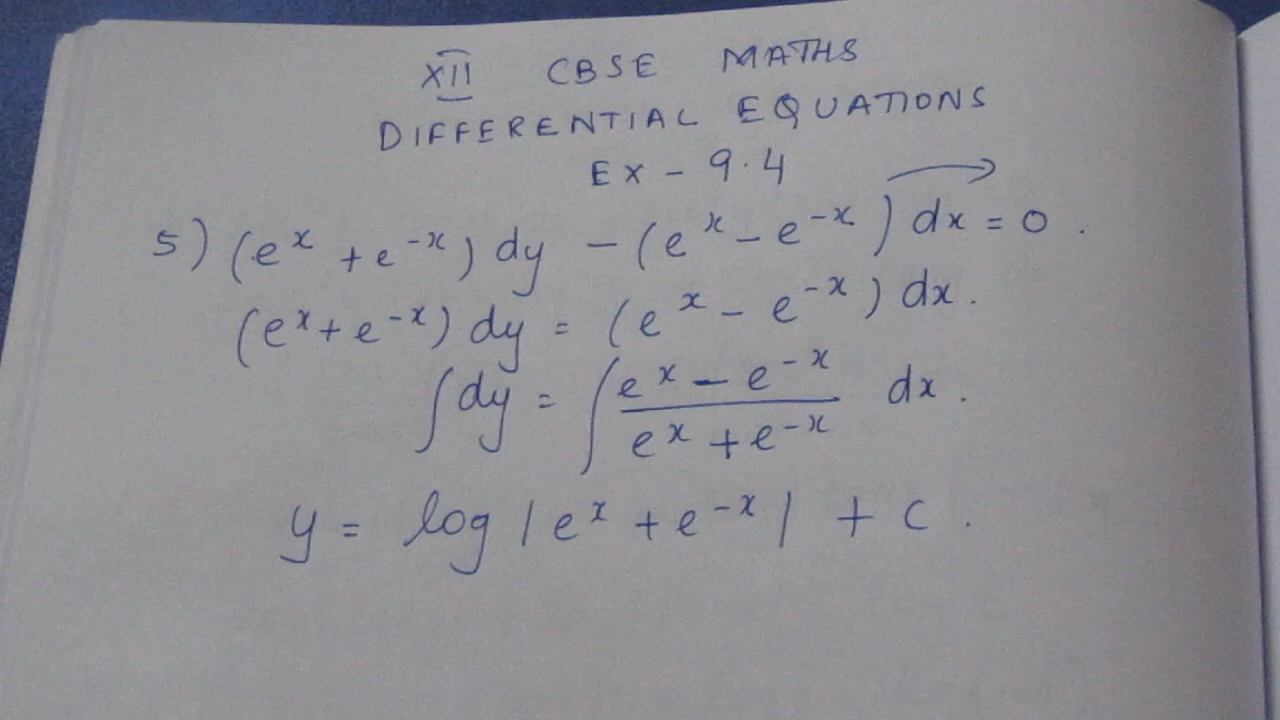 XII CBSE MATHS
DIFFERENTIAL EQUATIONS
EX - 9.4
5) (e^x + e^-x) dy - (e^x - e^-x) dx = 0.
(e^x + e^-x) dy = (e^x - e^-x) dx.
∫dy = ∫ (e^x - e^-x)/(e^x + e^-x) dx.
y = log |e^x + e^-x| + c.